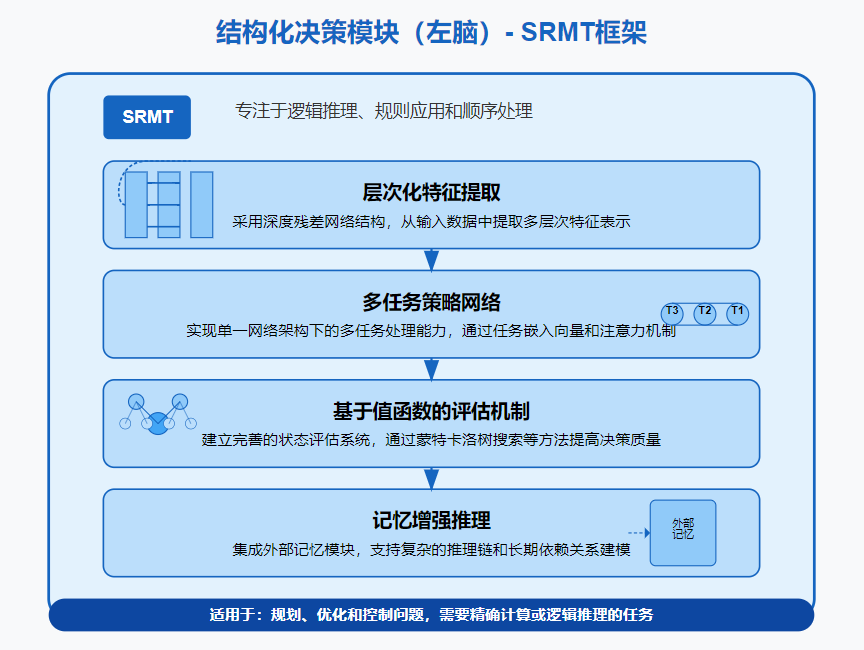 结构化决策模块（左脑）- SRMT框架
SRMT
专注于逻辑推理、规则应用和顺序处理
层次化特征提取
采用深度残差网络结构，从输入数据中提取多层次特征表示
多任务策略网络
T3 T2 T1
实现单一网络架构下的多任务处理能力，通过任务嵌入向量和注意力机制
基于值函数的评估机制
建立完善的状态评估系统，通过蒙特卡洛树搜索等方法提高决策质量
记忆增强推理
集成外部记忆模块，支持复杂的推理链和长期依赖关系建模
外部
记忆
适用于：规划、优化和控制问题，需要精确计算或逻辑推理的任务